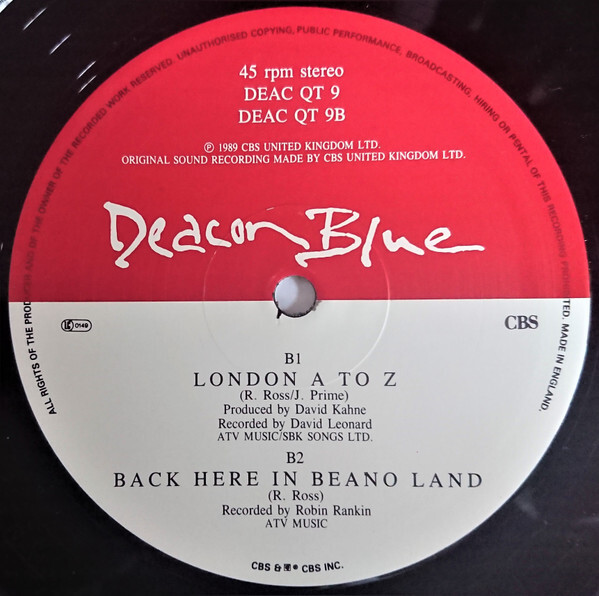 ALL RIGHTS OF THE PRODUCER AND OF THE OWNER OF THE RECORDED WORK RESERVED. UNAUTHORISED COPYING, PUBLIC PERFORMANCE, BROADCASTING, HIRING OR RENTAL OF THIS RECORDING PROHIBITED. MADE IN ENGLAND.
45 rpm stereo
DEAC QT 9
DEAC QT 9B
℗ 1989 CBS UNITED KINGDOM LTD.
ORIGINAL SOUND RECORDING MADE BY CBS UNITED KINGDOM LTD.
Deacon Blue
LC 0149
CBS
B1
LONDON A TO Z
(R. Ross/J. Prime)
Produced by David Kahne
Recorded by David Leonard
ATV MUSIC/SBK SONGS LTD.
B2
BACK HERE IN BEANO LAND
(R. Ross)
Recorded by Robin Rankin
ATV MUSIC
CBS & ® CBS INC.